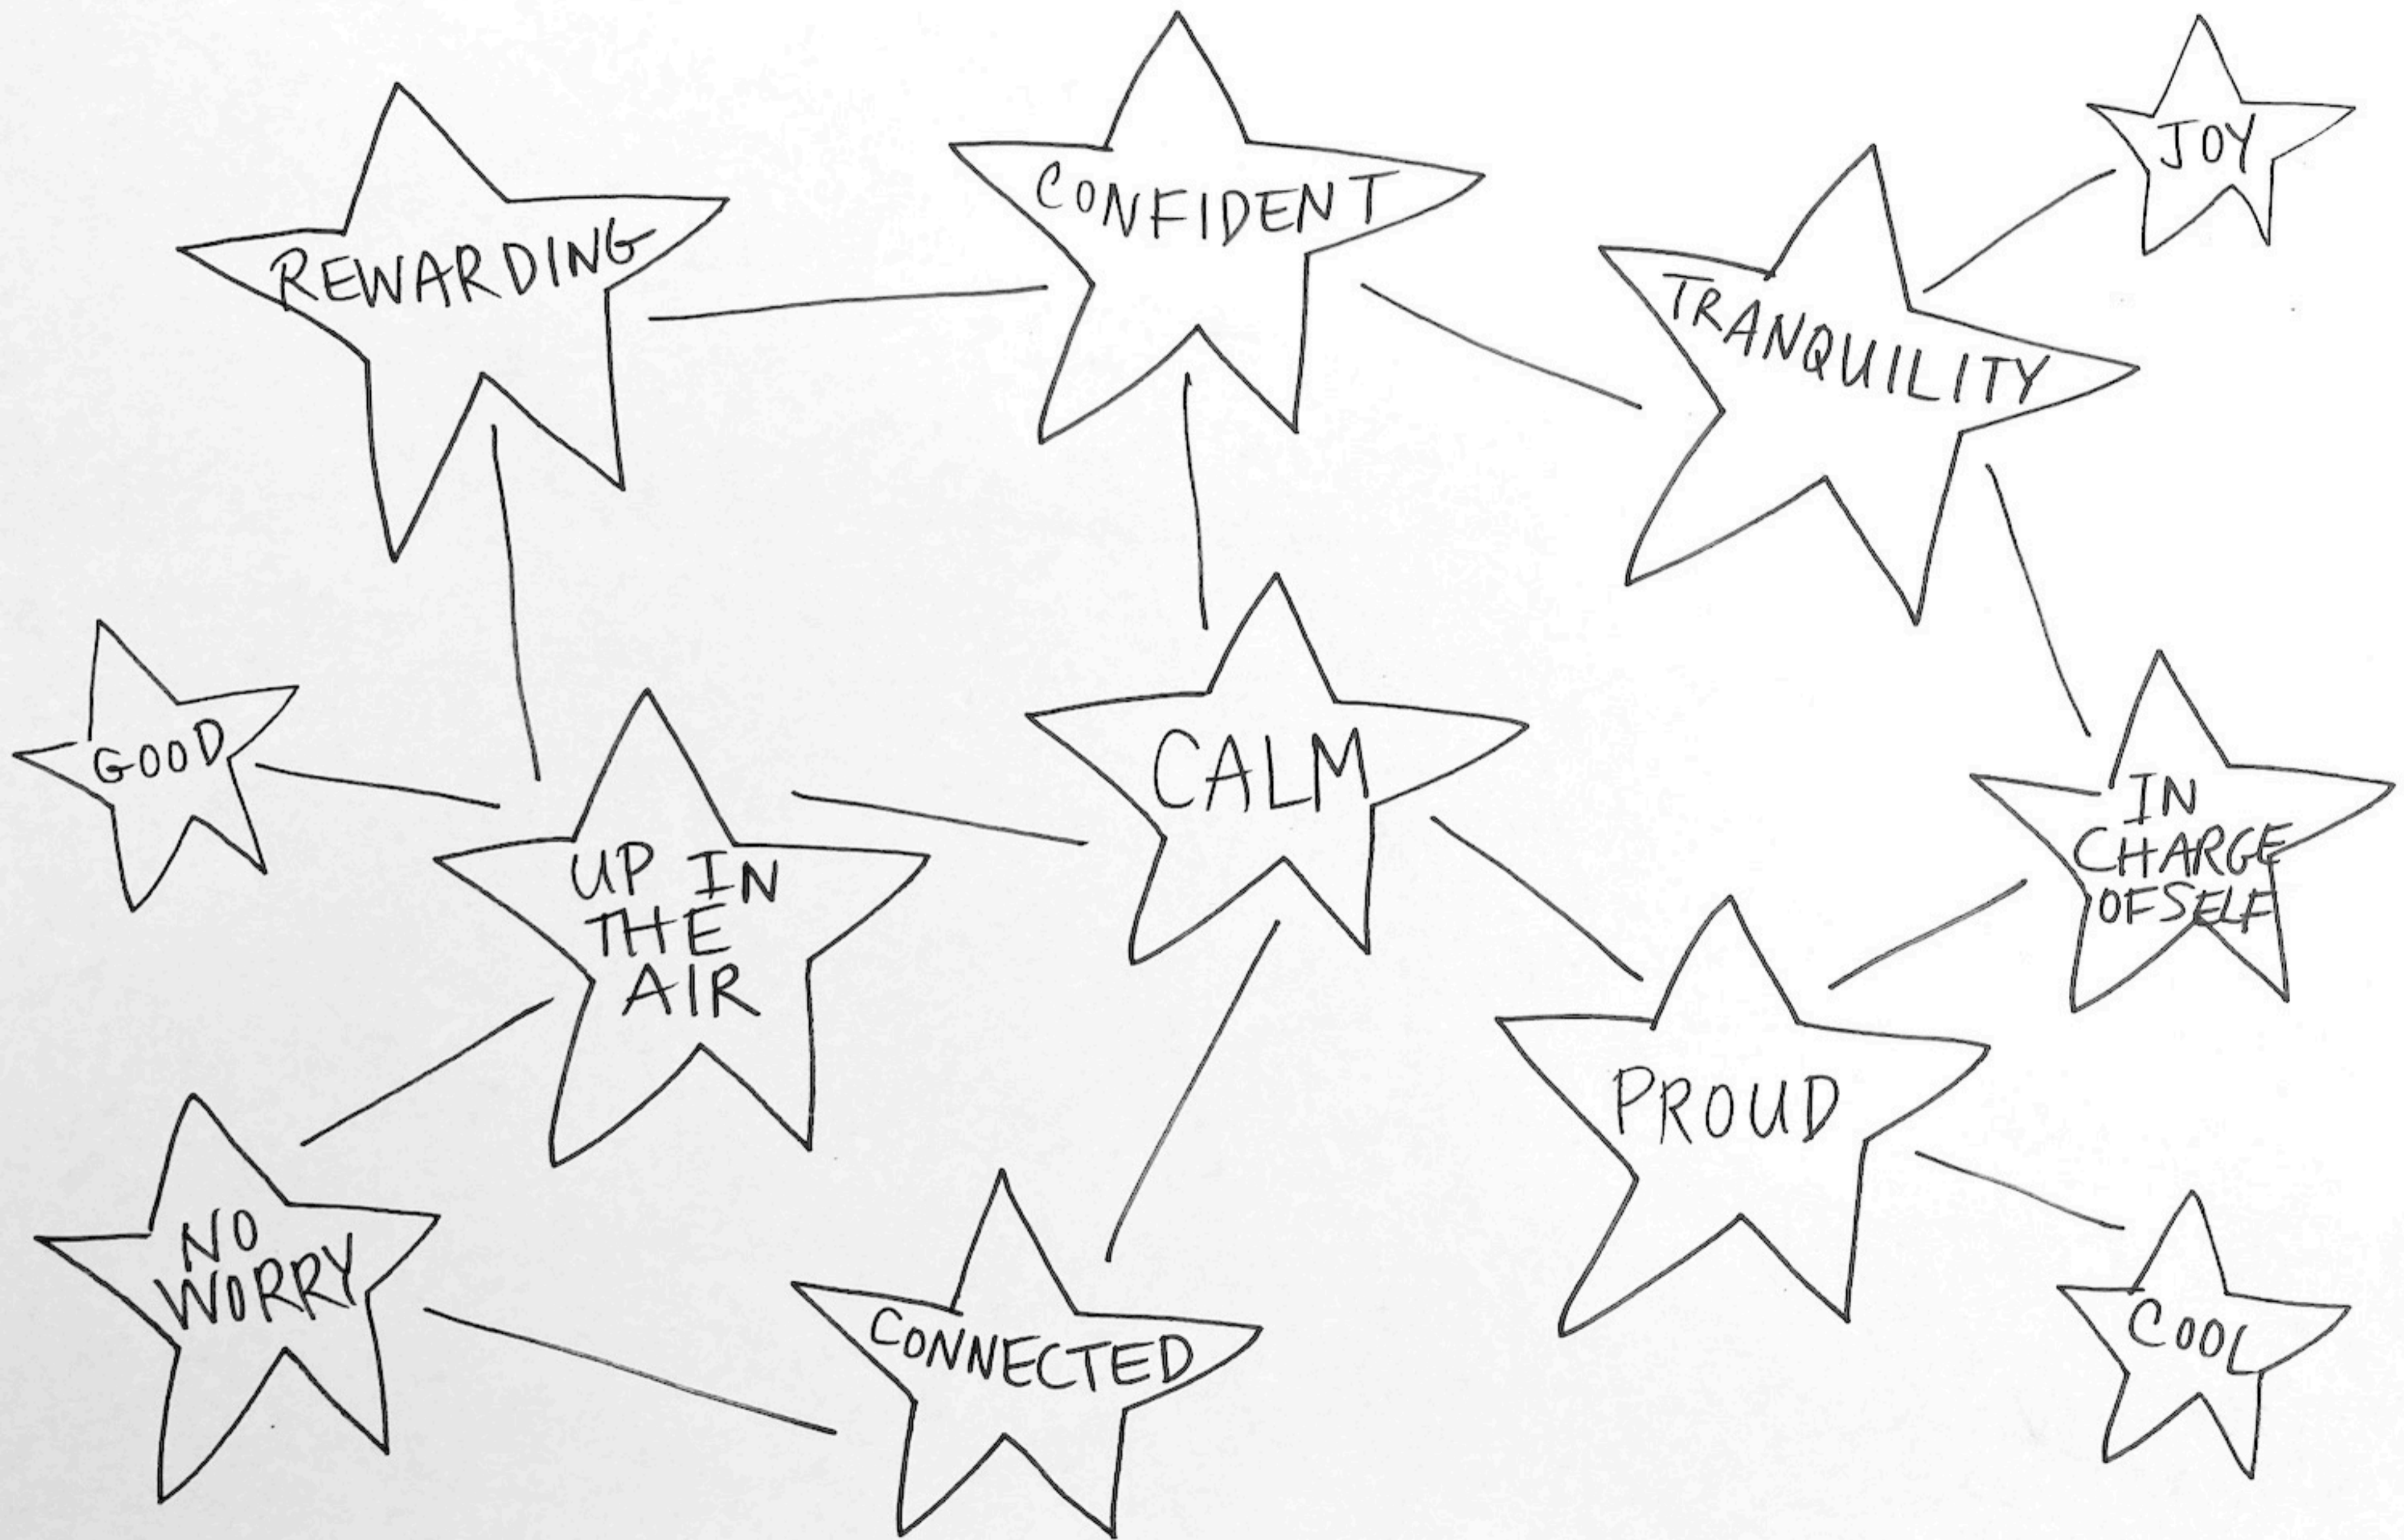 JOY
CONFIDENT
REWARDING
TRANQUILITY
GOOD
CALM
IN
CHARGE
OF SELF
UP IN
THE
AIR
PROUD
NO
WORRY
CONNECTED
COOL